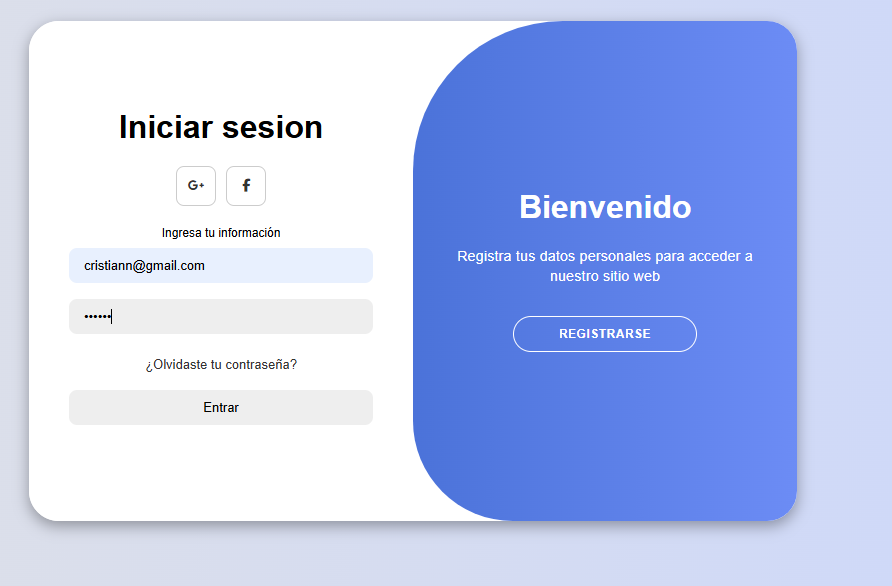 Iniciar sesion
G+ f
Ingresa tu información
cristiann@gmail.com
••••••
¿Olvidaste tu contraseña?
Entrar
Bienvenido
Registra tus datos personales para acceder a
nuestro sitio web
REGISTRARSE